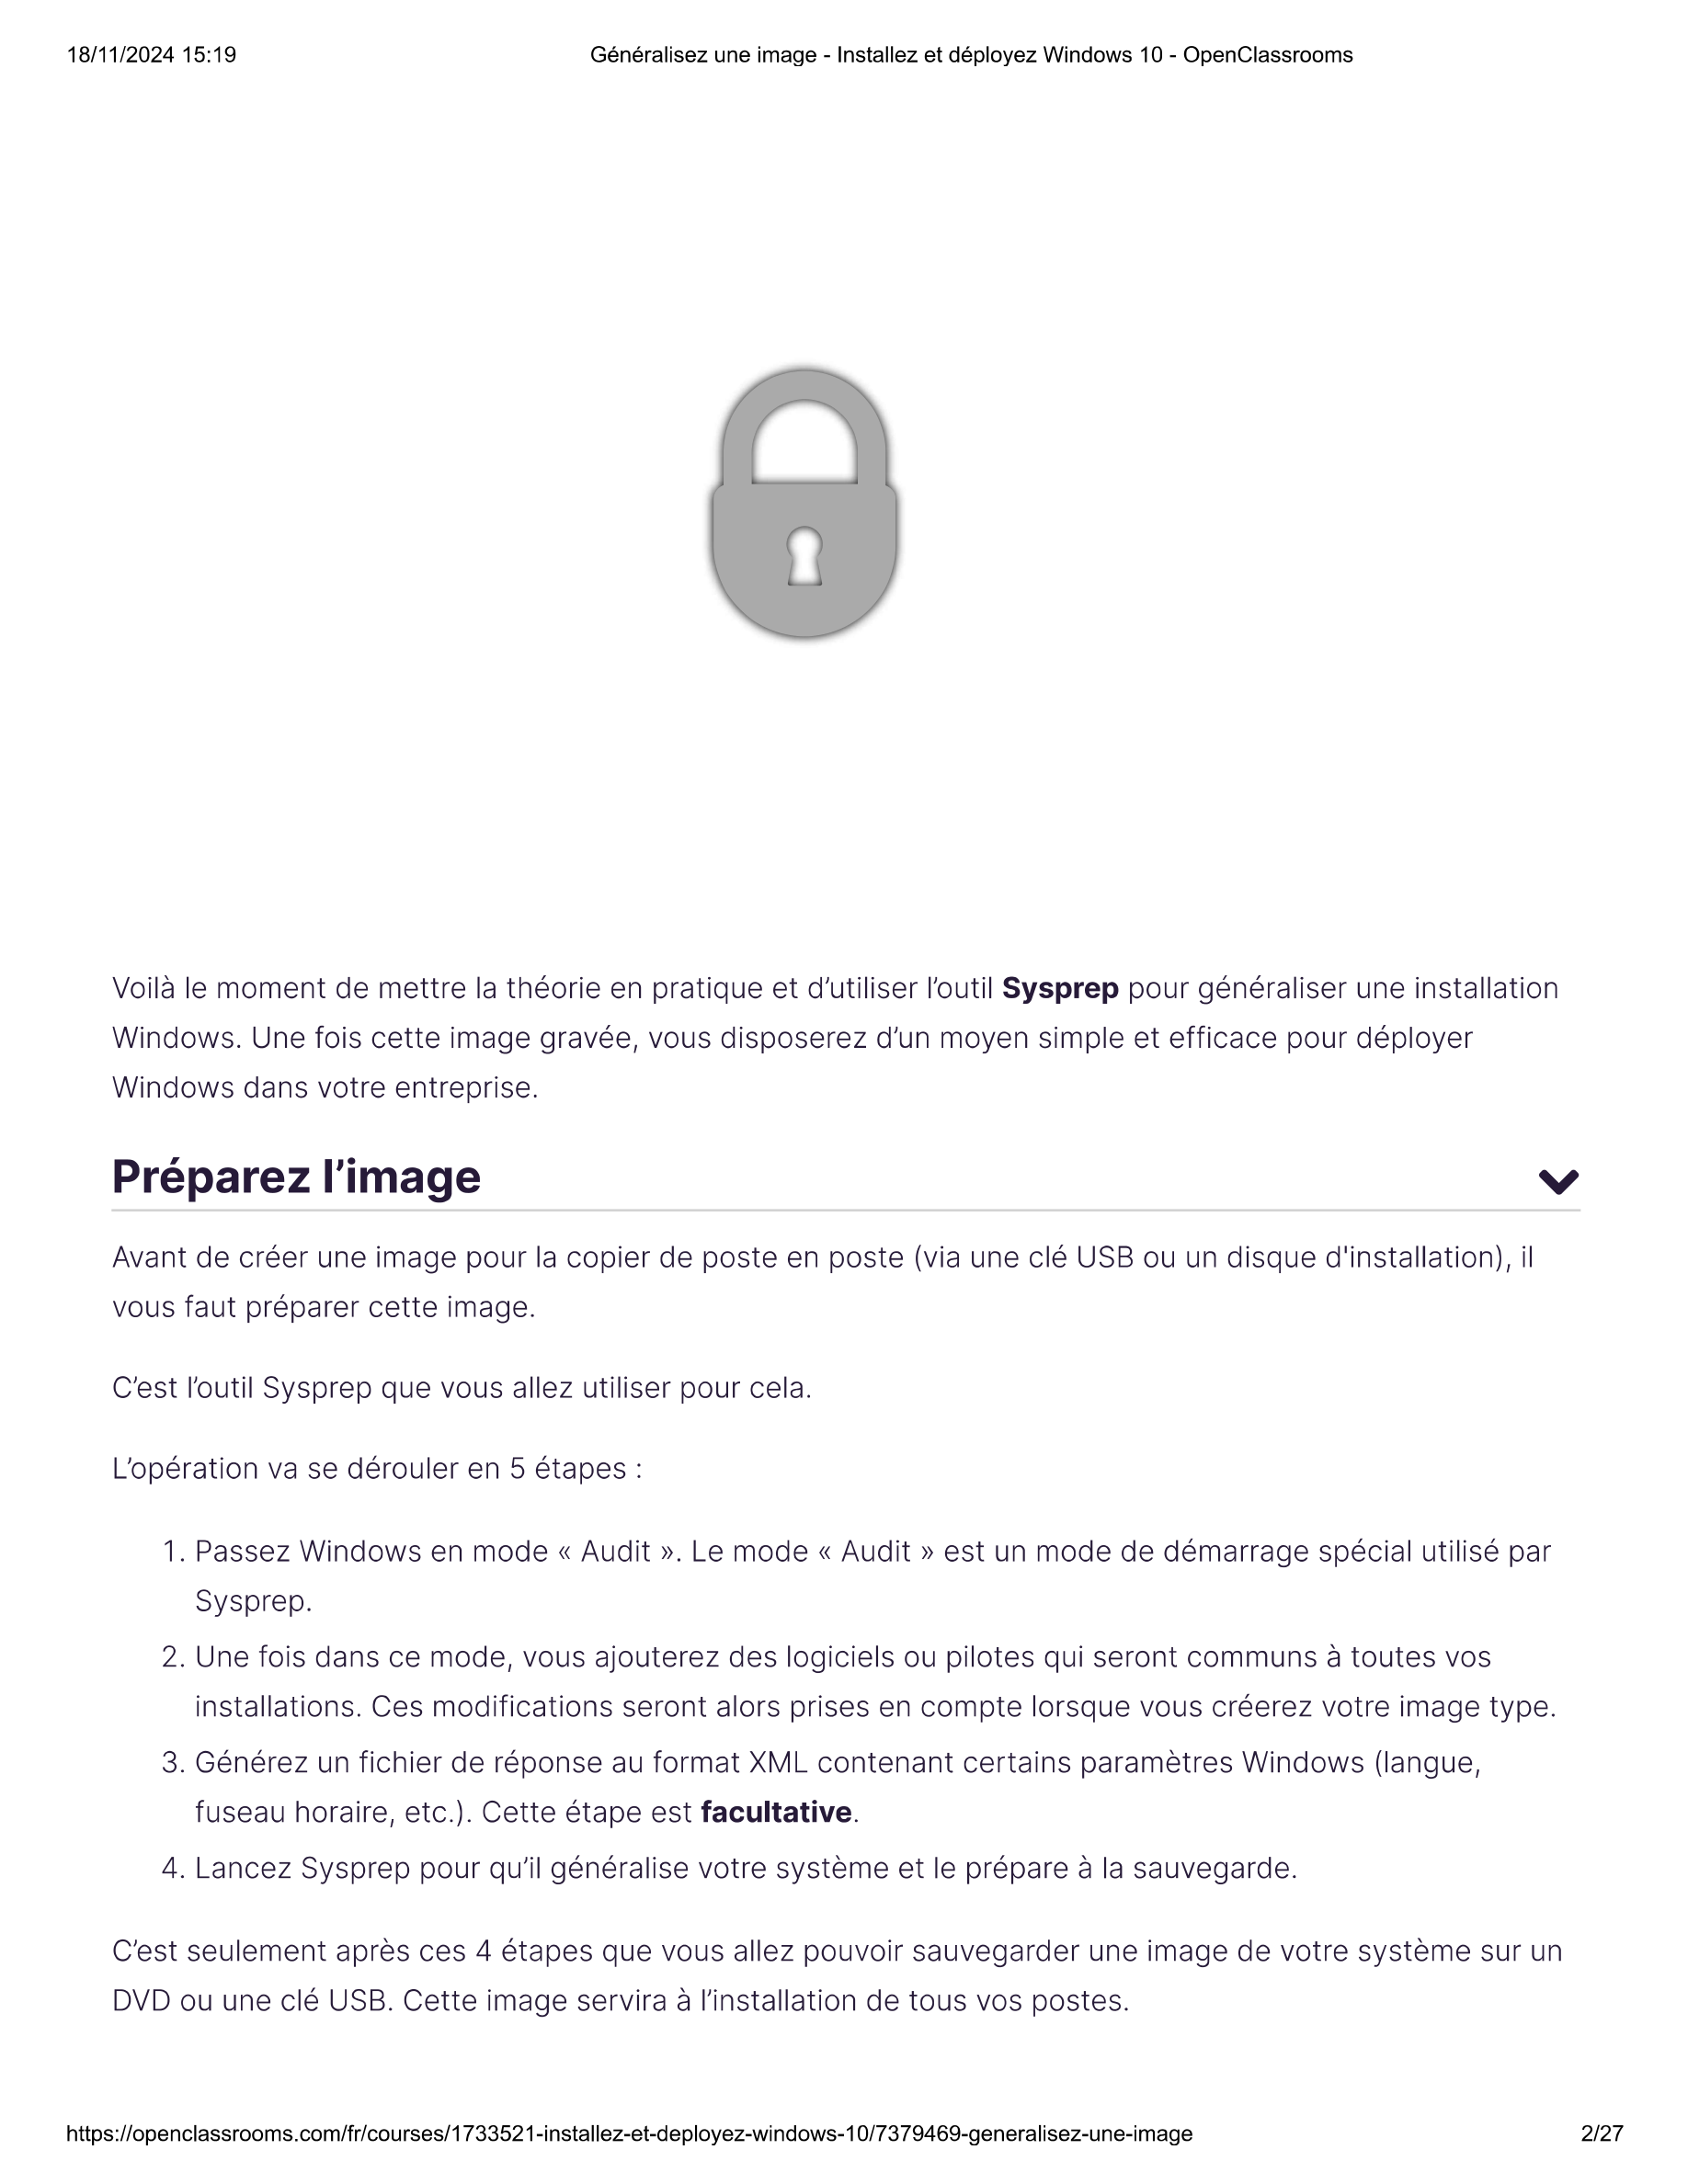 18/11/2024 15:19
Généralisez une image - Installez et déployez Windows 10 - OpenClassrooms
Voilà le moment de mettre la théorie en pratique et d’utiliser l’outil Sysprep pour généraliser une installation
Windows. Une fois cette image gravée, vous disposerez d’un moyen simple et efficace pour déployer
Windows dans votre entreprise.
Préparez l’image
Avant de créer une image pour la copier de poste en poste (via une clé USB ou un disque d'installation), il
vous faut préparer cette image.
C’est l’outil Sysprep que vous allez utiliser pour cela.
L’opération va se dérouler en 5 étapes :
1. Passez Windows en mode « Audit ». Le mode « Audit » est un mode de démarrage spécial utilisé par
Sysprep.
2. Une fois dans ce mode, vous ajouterez des logiciels ou pilotes qui seront communs à toutes vos
installations. Ces modifications seront alors prises en compte lorsque vous créerez votre image type.
3. Générez un fichier de réponse au format XML contenant certains paramètres Windows (langue,
fuseau horaire, etc.). Cette étape est facultative.
4. Lancez Sysprep pour qu’il généralise votre système et le prépare à la sauvegarde.
C’est seulement après ces 4 étapes que vous allez pouvoir sauvegarder une image de votre système sur un
DVD ou une clé USB. Cette image servira à l’installation de tous vos postes.
https://openclassrooms.com/fr/courses/1733521-installez-et-deployez-windows-10/7379469-generalisez-une-image
2/27